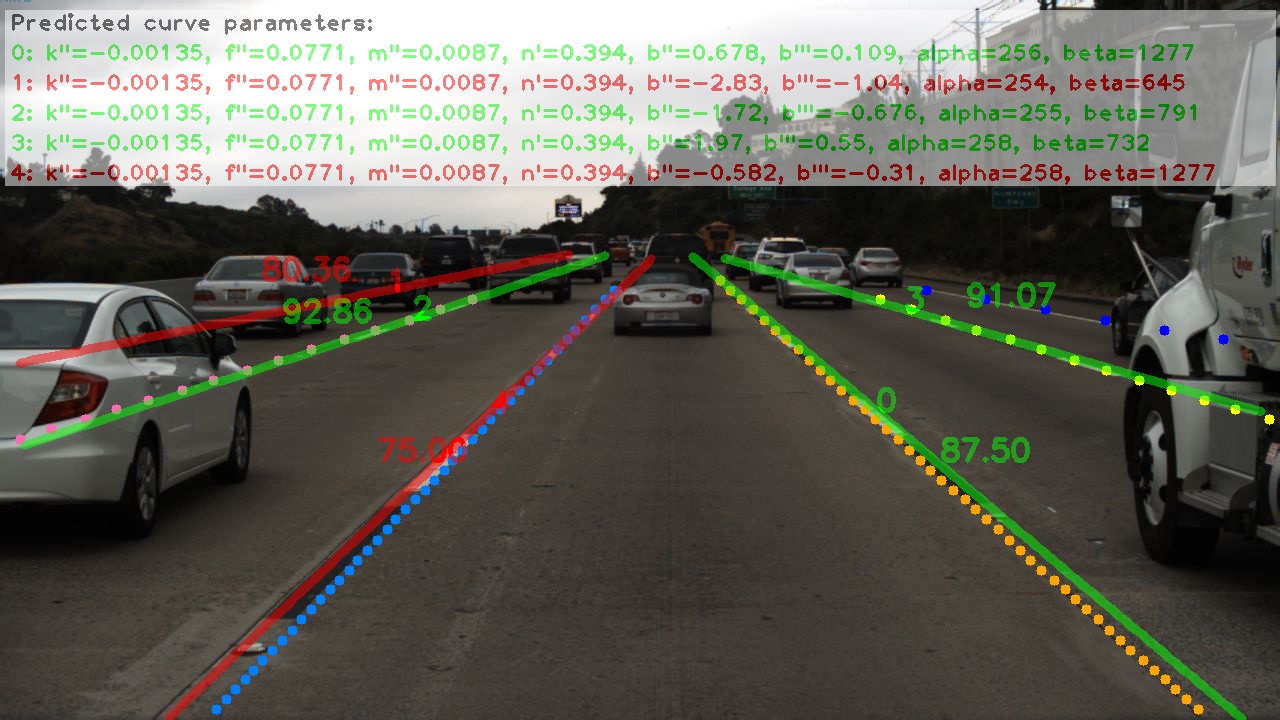 Predicted curve parameters:
0: k"=-0.00135, f"=0.0771, m"=0.0087, n'=0.394, b"=0.678, b'''=0.109, alpha=256, beta=1277
1: k"=-0.00135, f"=0.0771, m"=0.0087, n'=0.394, b"=-2.83, b'''=-1.04, alpha=254, beta=645
2: k"=-0.00135, f"=0.0771, m"=0.0087, n'=0.394, b"=-1.72, b'''=-0.676, alpha=255, beta=791
3: k"=-0.00135, f"=0.0771, m"=0.0087, n'=0.394, b"=1.97, b'''=0.55, alpha=258, beta=732
4: k"=-0.00135, f"=0.0771, m"=0.0087, n'=0.394, b"=-0.582, b'''=-0.31, alpha=258, beta=1277
College Ave
Ryder
80.36
1
92.86
2
3
91.07
0
75.00
87.50